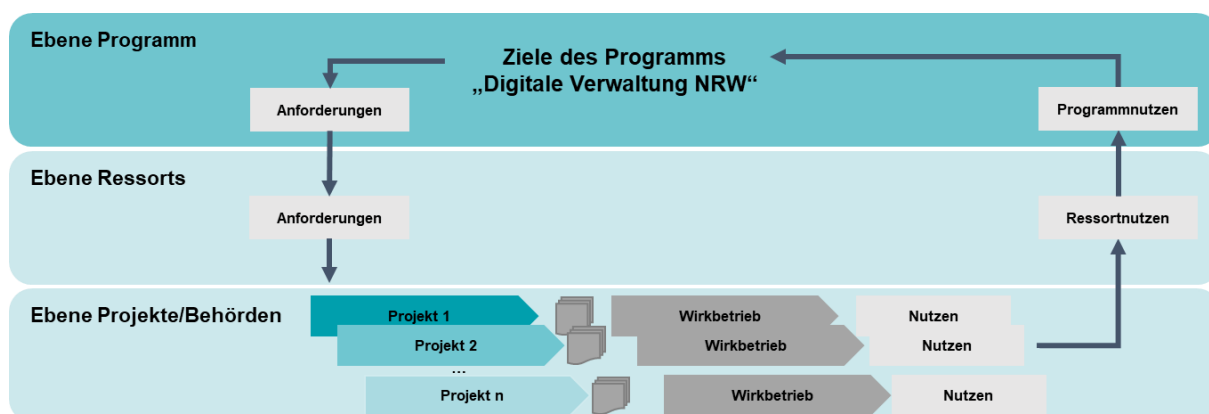 Ebene Programm
Ziele des Programms
„Digitale Verwaltung NRW“
Anforderungen
Programmnutzen
Ebene Ressorts
Anforderungen
Ressortnutzen
Ebene Projekte/Behörden
Projekt 1
Wirkbetrieb
Nutzen
Projekt 2
Wirkbetrieb
Nutzen
...
Projekt n
Wirkbetrieb
Nutzen